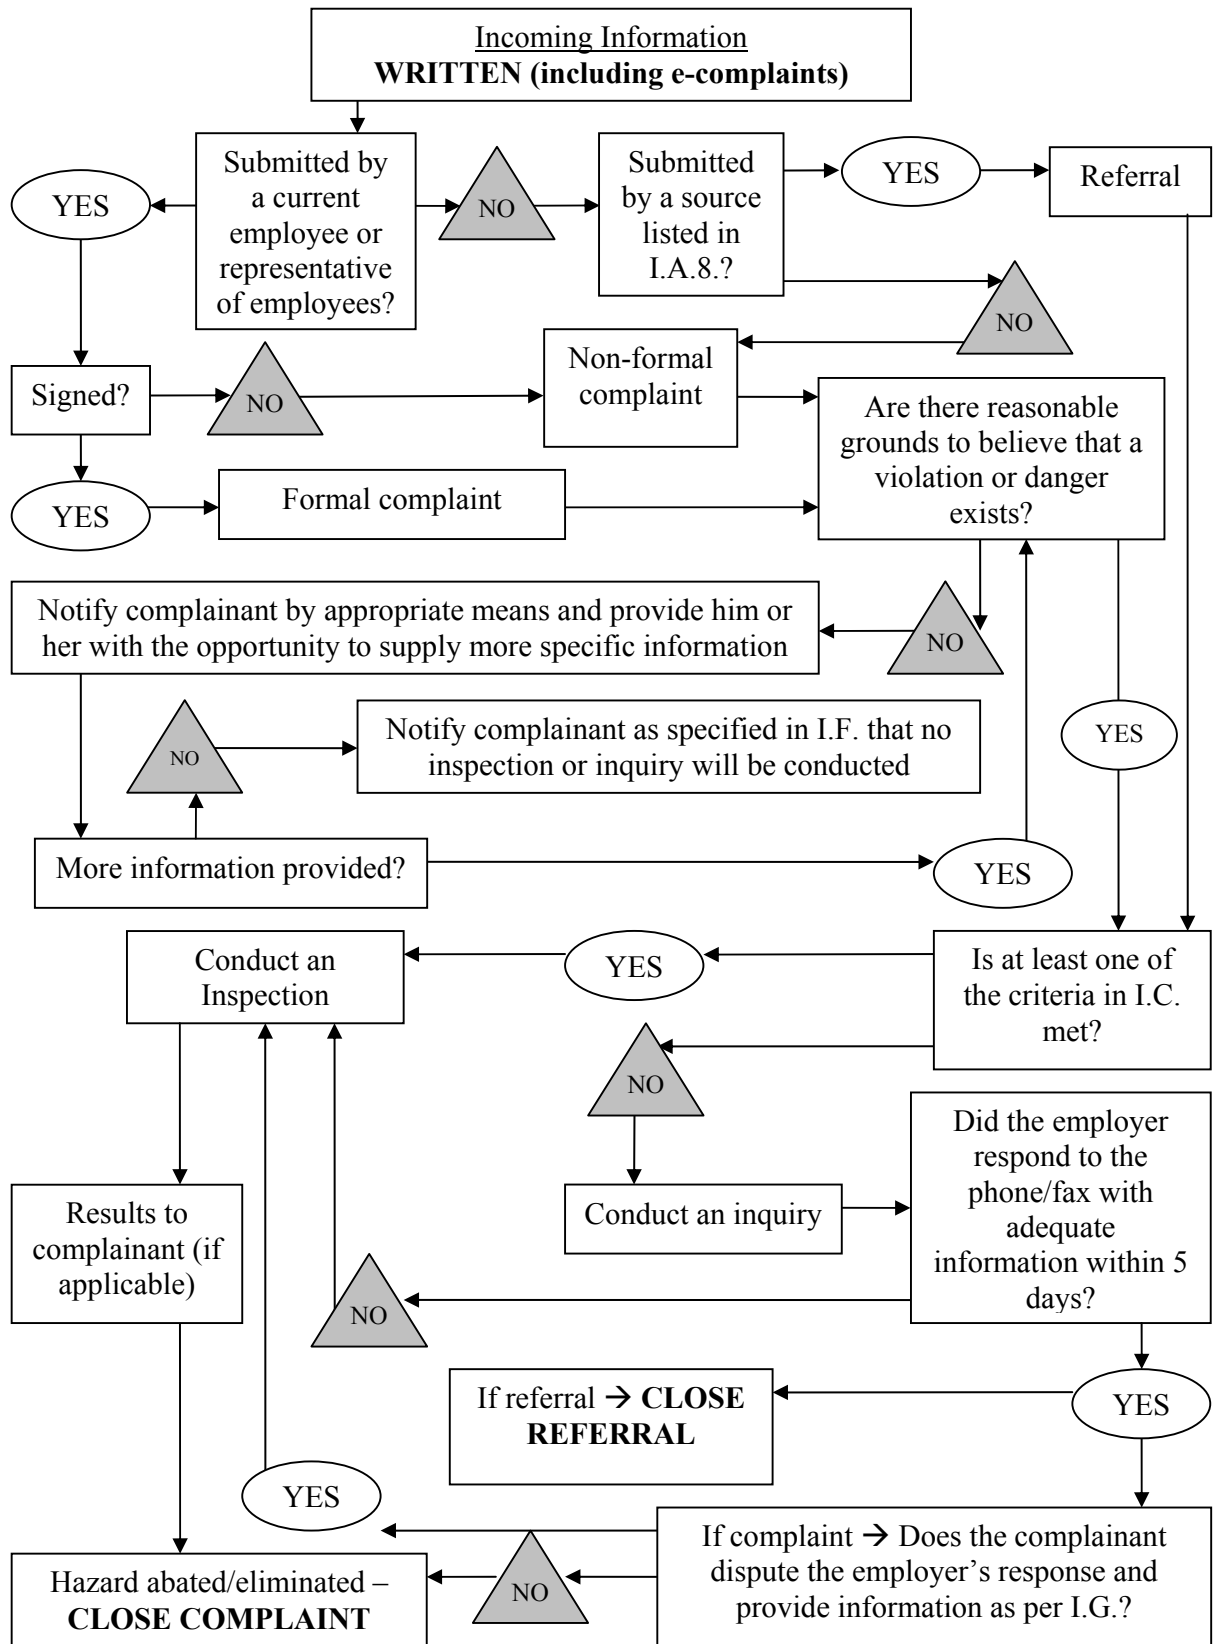 Incoming Information
WRITTEN (including e-complaints)
Submitted by
a current
employee or
representative
of employees?
NO
Submitted
by a source
listed in
I.A.8.?
YES
Referral
YES
NO
Signed?
NO
Non-formal
complaint
Are there reasonable
grounds to believe that a
violation or danger
exists?
YES
Formal complaint
Notify complainant by appropriate means and provide him or
her with the opportunity to supply more specific information
NO
NO
Notify complainant as specified in I.F. that no
inspection or inquiry will be conducted
YES
More information provided?
YES
Conduct an
Inspection
YES
Is at least one of
the criteria in I.C.
met?
NO
Results to
complainant (if
applicable)
Conduct an inquiry
Did the employer
respond to the
phone/fax with
adequate
information within 5
days?
NO
If referral → CLOSE
REFERRAL
YES
YES
Hazard abated/eliminated –
CLOSE COMPLAINT
NO
If complaint → Does the complainant
dispute the employer’s response and
provide information as per I.G.?